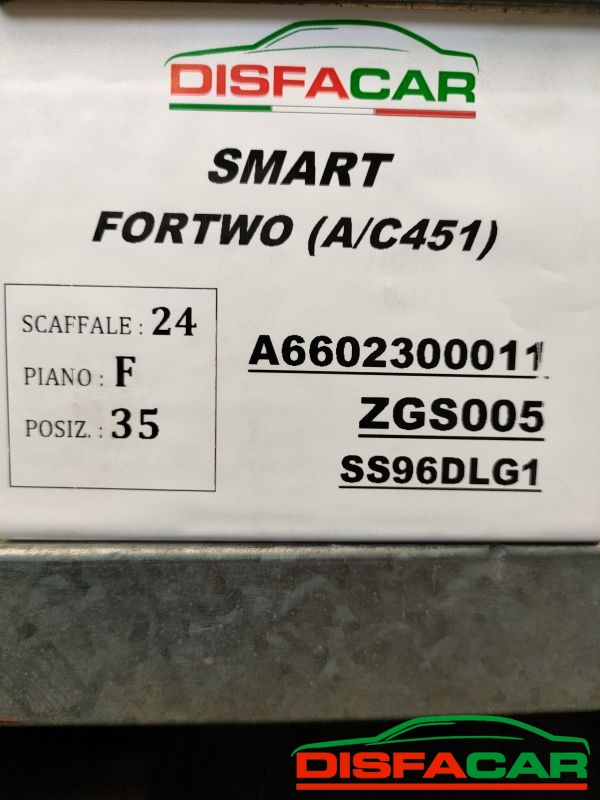 DISFACAR
SMART
FORTWO (A/C451)
SCAFFALE : 24
PIANO : F
POSIZ. : 35
A6602300011
ZGS005
SS96DLG1
DISFACAR